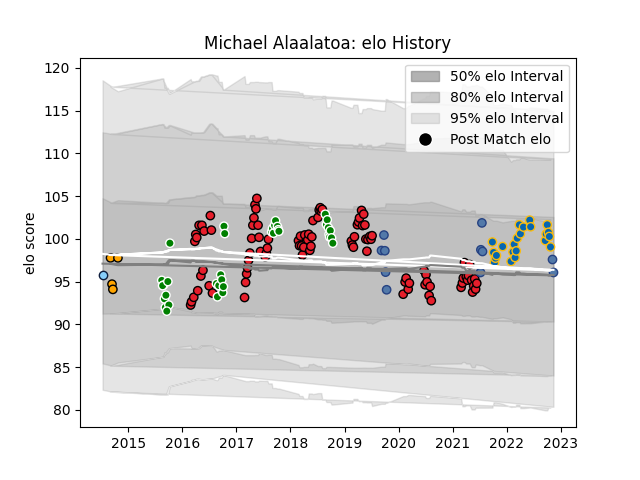 Michael Alaalatoa: elo History
120
115
110
105
100
95
90
85
80
elo score
50% elo Interval
80% elo Interval
95% elo Interval
Post Match elo
2015 2016 2017 2018 2019 2020 2021 2022 2023